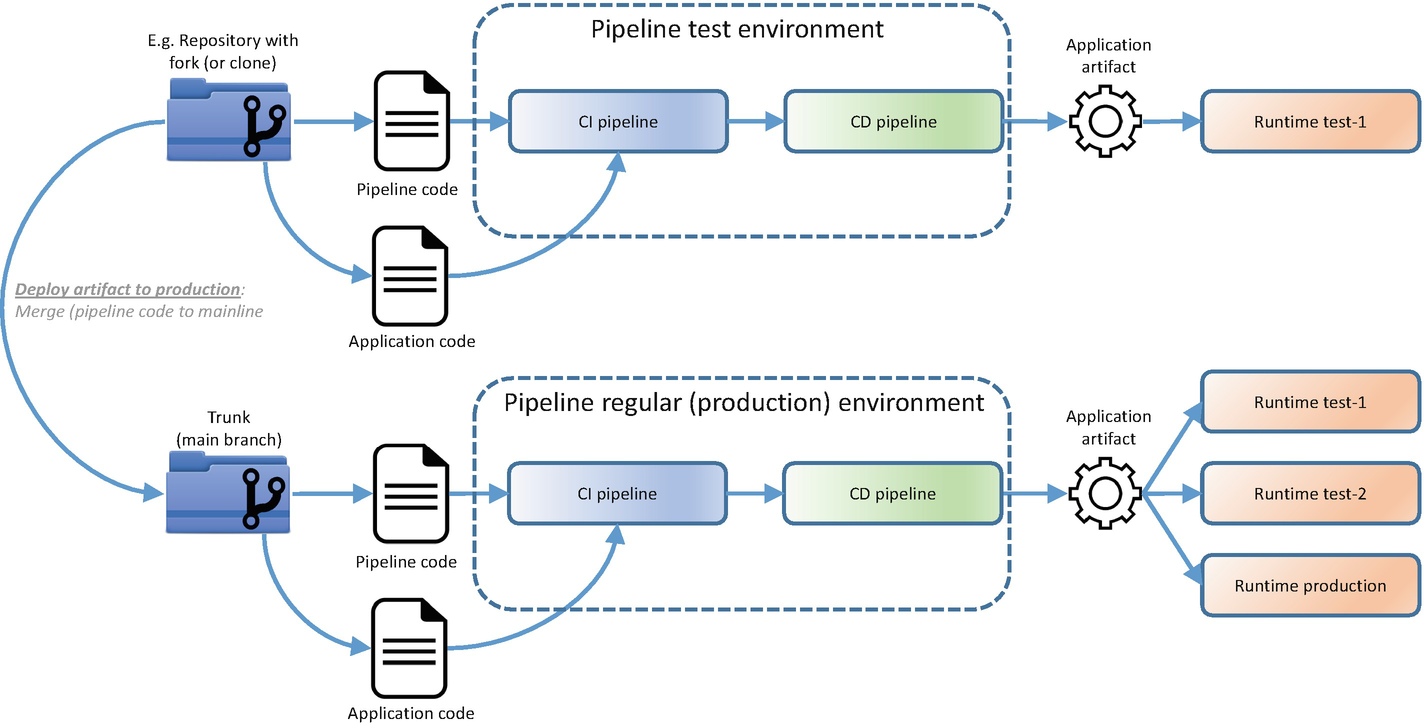 Pipeline test environment
E.g. Repository with
fork (or clone)
Application
artifact
CI pipeline
CD pipeline
Runtime test-1
Pipeline code
Deploy artifact to production:
Merge (pipeline code to mainline
Application code
Pipeline regular (production) environment
Trunk
(main branch)
Application
artifact
Runtime test-1
CI pipeline
CD pipeline
Runtime test-2
Pipeline code
Runtime production
Application code